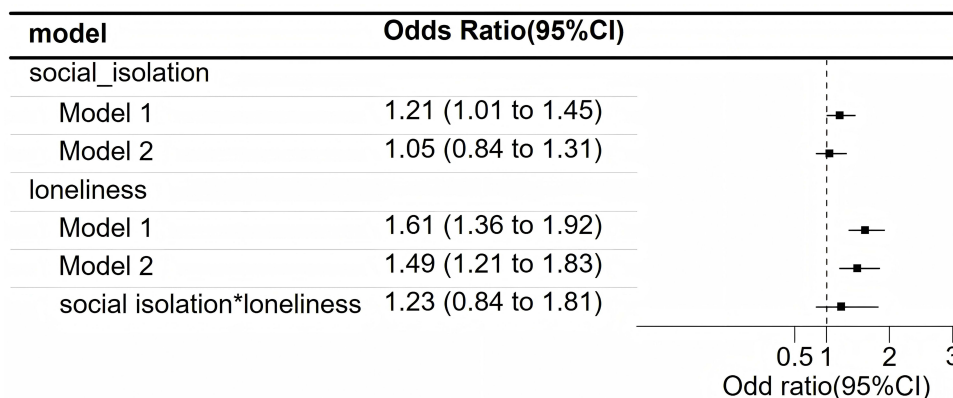 model Odds Ratio(95%CI)
social_isolation
Model 1 1.21 (1.01 to 1.45)
Model 2 1.05 (0.84 to 1.31)
loneliness
Model 1 1.61 (1.36 to 1.92)
Model 2 1.49 (1.21 to 1.83)
social isolation*loneliness 1.23 (0.84 to 1.81)
0.5 1 2 3
Odd ratio(95%CI)